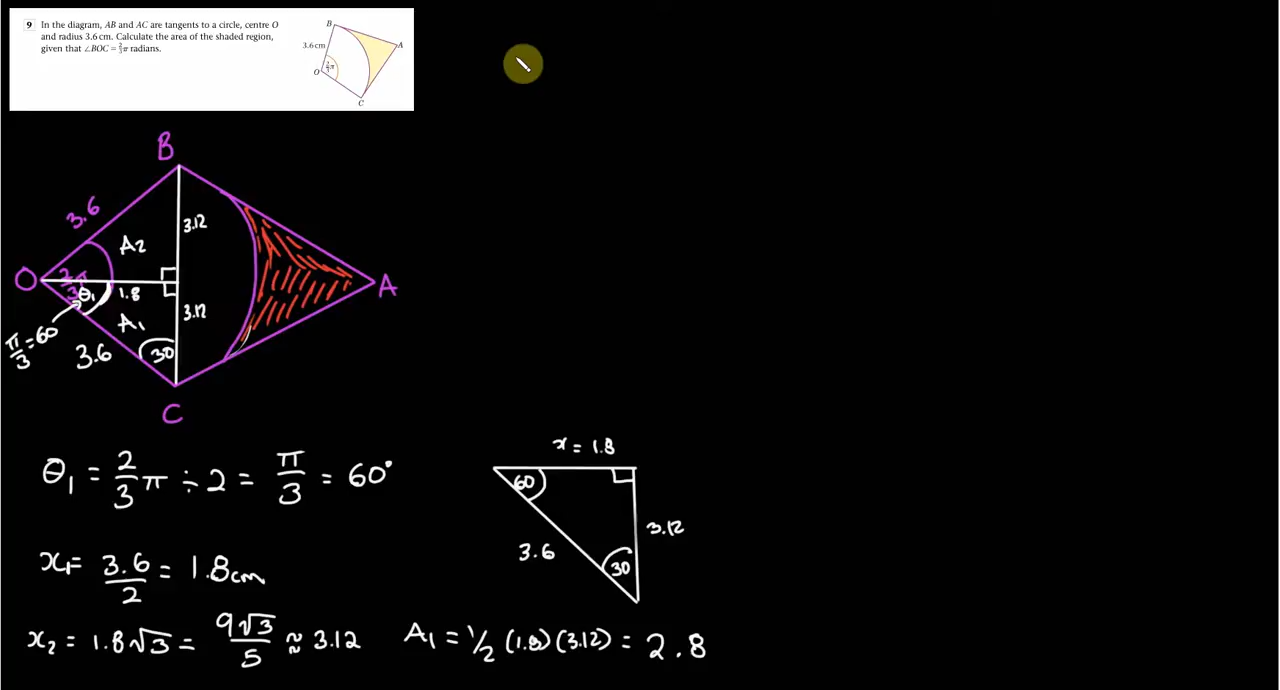 9 In the diagram, AB and AC are tangents to a circle, centre O
and radius 3.6 cm. Calculate the area of the shaded region,
given that ∠BOC = 2/3π radians.
B
3.6 cm
A
2/3π
O
C
B
3.6
3.12
A2
O
2/3π
θ1
1.8
A
π/3=60
A1
3.12
3.6
30
C
θ1 = 2/3 π ÷ 2 = π/3 = 60°
x = 1.8
60
3.12
3.6
30
x1= 3.6/2 = 1.8cm
x2 = 1.8√3 = 9√3/5 ≈ 3.12
A1 = 1/2 (1.8)(3.12) = 2.8